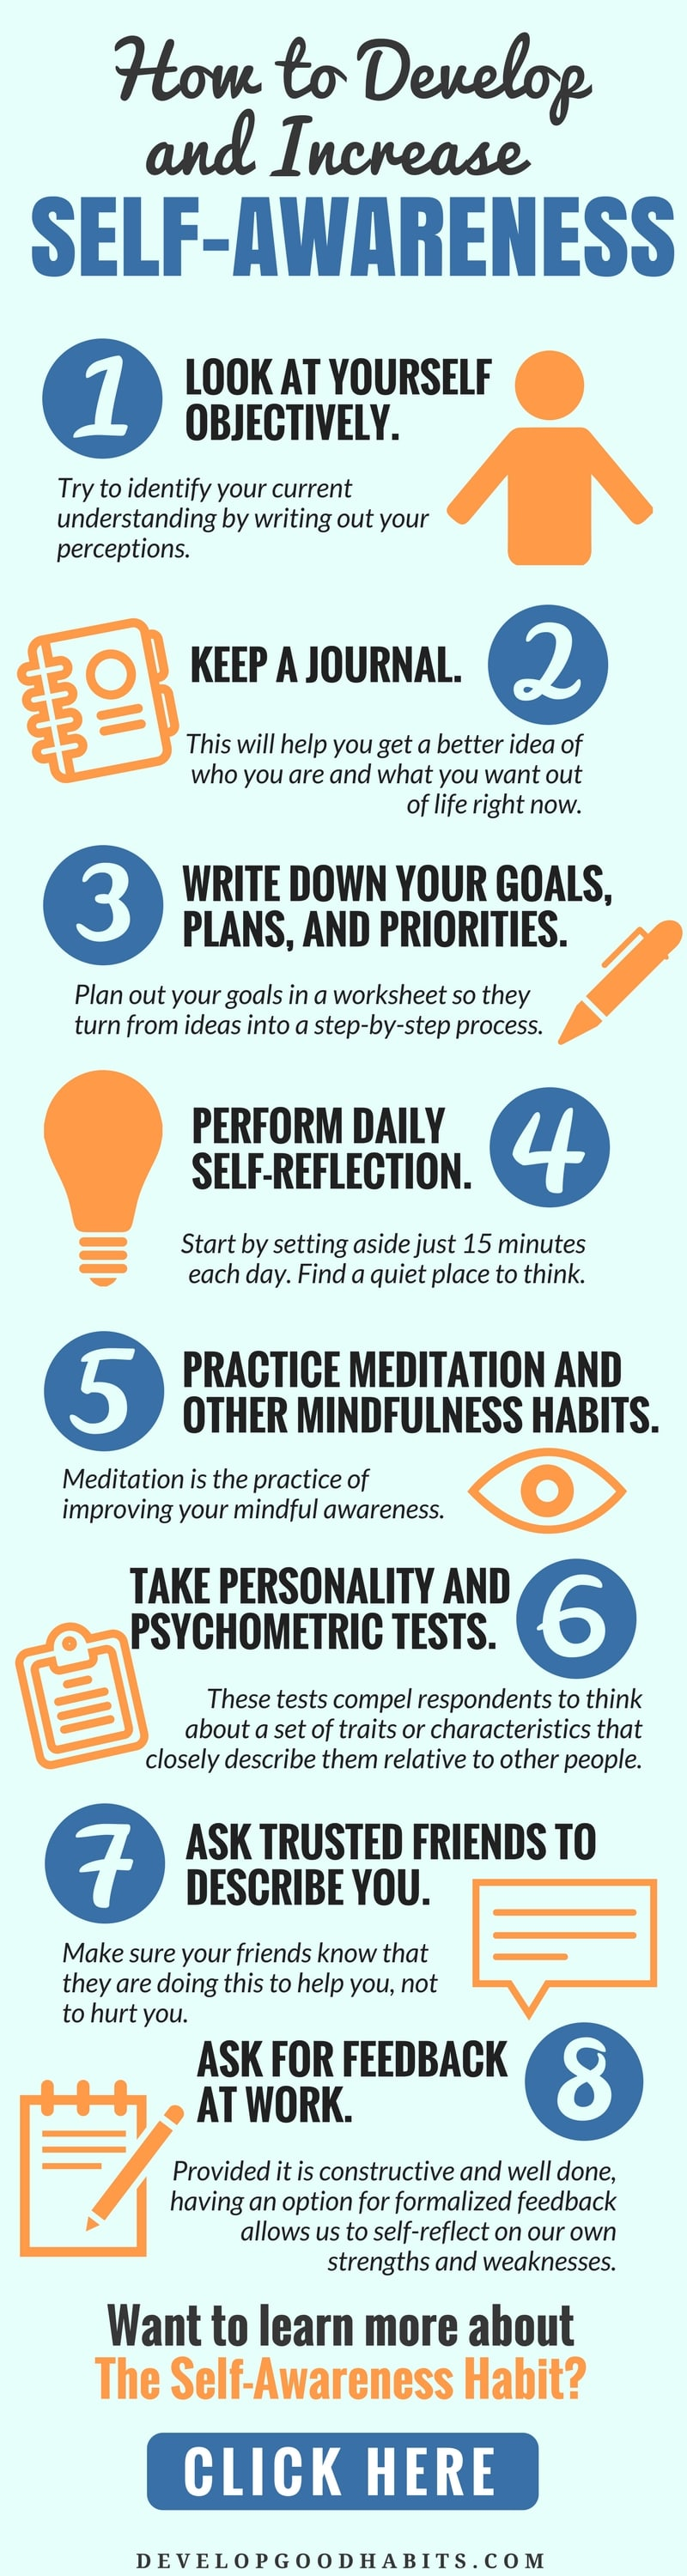 How to Develop
and Increase
SELF-AWARENESS
1
LOOK AT YOURSELF
OBJECTIVELY.
Try to identify your current
understanding by writing out your
perceptions.
KEEP A JOURNAL.
2
This will help you get a better idea of
who you are and what you want out
of life right now.
3
WRITE DOWN YOUR GOALS,
PLANS, AND PRIORITIES.
Plan out your goals in a worksheet so they
turn from ideas into a step-by-step process.
PERFORM DAILY
SELF-REFLECTION.
4
Start by setting aside just 15 minutes
each day. Find a quiet place to think.
5
PRACTICE MEDITATION AND
OTHER MINDFULNESS HABITS.
Meditation is the practice of
improving your mindful awareness.
TAKE PERSONALITY AND
PSYCHOMETRIC TESTS.
6
These tests compel respondents to think
about a set of traits or characteristics that
closely describe them relative to other people.
7
ASK TRUSTED FRIENDS TO
DESCRIBE YOU.
Make sure your friends know that
they are doing this to help you, not
to hurt you.
ASK FOR FEEDBACK
AT WORK.
8
Provided it is constructive and well done,
having an option for formalized feedback
allows us to self-reflect on our own
strengths and weaknesses.
Want to learn more about
The Self-Awareness Habit?
CLICK HERE
DEVELOPGOODHABITS.COM